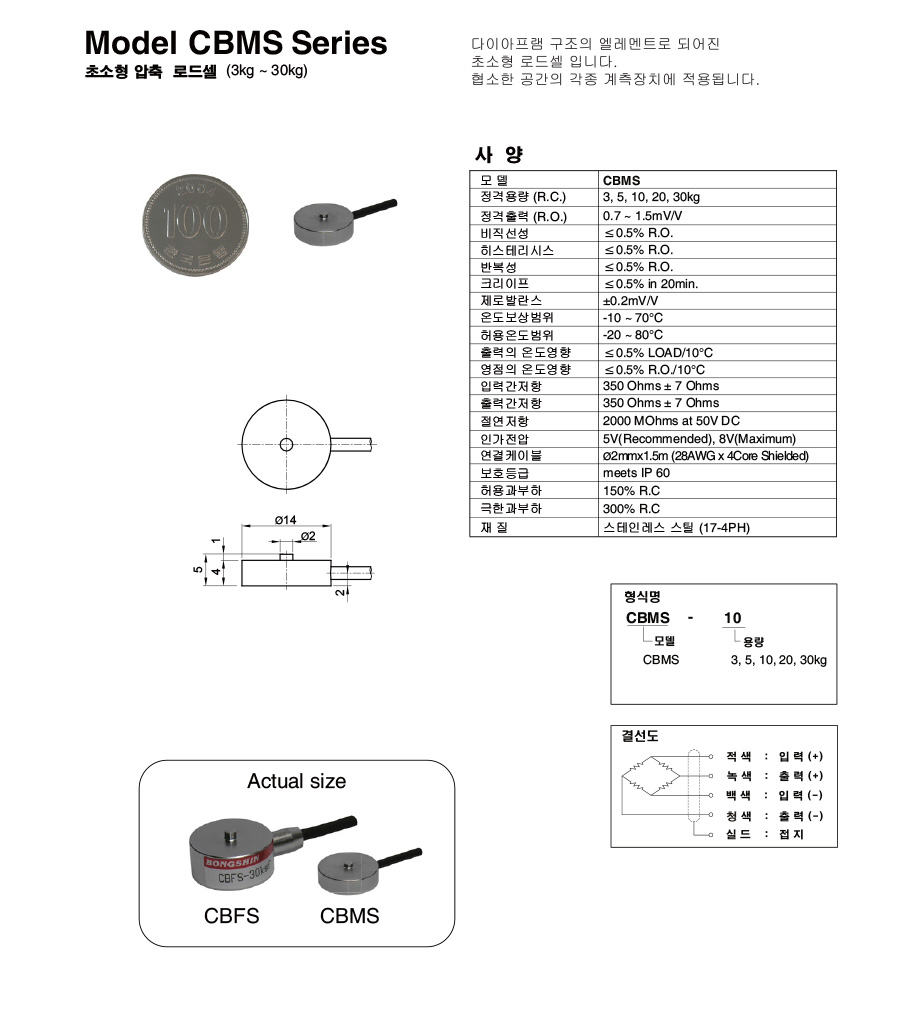 Model CBMS Series
초소형 압축 로드셀 (3kg ~ 30kg)
다이아프램 구조의 엘레멘트로 되어진
초소형 로드셀 입니다.
협소한 공간의 각종 계측장치에 적용됩니다.
2004
100
한국은행
사 양
모 델 CBMS
정격용량 (R.C.) 3, 5, 10, 20, 30kg
정격출력 (R.O.) 0.7 ~ 1.5mV/V
비직선성 ≤0.5% R.O.
히스테리시스 ≤0.5% R.O.
반복성 ≤0.5% R.O.
크리이프 ≤0.5% in 20min.
제로발란스 ±0.2mV/V
온도보상범위 -10 ~ 70°C
허용온도범위 -20 ~ 80°C
출력의 온도영향 ≤0.5% LOAD/10°C
영점의 온도영향 ≤0.5% R.O./10°C
입력간저항 350 Ohms ± 7 Ohms
출력간저항 350 Ohms ± 7 Ohms
절연저항 2000 MOhms at 50V DC
인가전압 5V(Recommended), 8V(Maximum)
연결케이블 Ø2mmx1.5m (28AWG x 4Core Shielded)
보호등급 meets IP 60
허용과부하 150% R.C
극한과부하 300% R.C
재 질 스테인레스 스틸 (17-4PH)
Ø14
Ø2
1
5
4
2
형식명
CBMS - 10
모델 용량
CBMS 3, 5, 10, 20, 30kg
결선도
적 색 : 입 력 (+)
녹 색 : 출 력 (+)
백 색 : 입 력 (-)
청 색 : 출 력 (-)
실 드 : 접 지
Actual size
BONGSHIN
CBFS-30k
CBFS CBMS